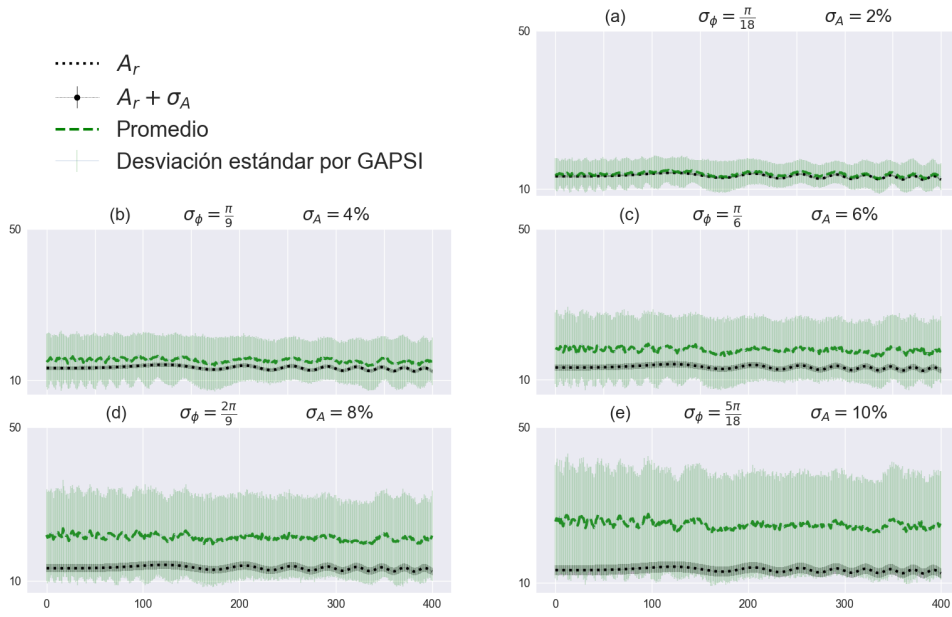 (a) σ_ϕ = π/18 σ_A = 2%
50
10
A_r
A_r + σ_A
Promedio
Desviación estándar por GAPSI
(b) σ_ϕ = π/9 σ_A = 4%
50
10
(c) σ_ϕ = π/6 σ_A = 6%
50
10
(d) σ_ϕ = 2π/9 σ_A = 8%
50
10
0 100 200 300 400
(e) σ_ϕ = 5π/18 σ_A = 10%
50
10
0 100 200 300 400